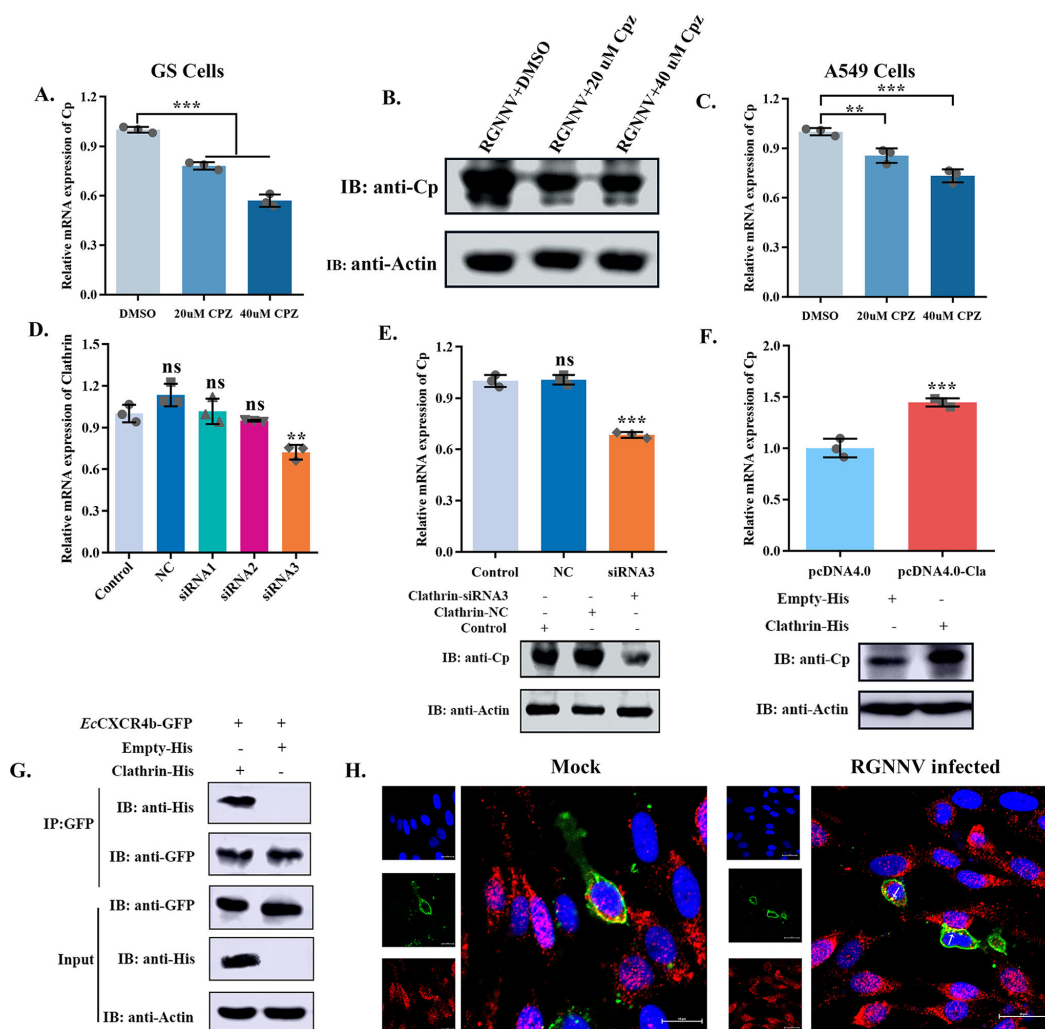 GS Cells
A.
Relative mRNA expression of Cp
1.2
0.9
0.6
0.3
0.0
***
DMSO
20uM CPZ
40uM CPZ
B.
RGNNV+DMSO
RGNNV+20 uM Cpz
RGNNV+40 uM Cpz
IB: anti-Cp
IB: anti-Actin
A549 Cells
C.
Relative mRNA expression of Cp
1.2
0.9
0.6
0.3
0.0
***
**
DMSO
20uM CPZ
40uM CPZ
D.
Relative mRNA expression of Clathrin
1.5
1.2
0.9
0.6
0.3
0.0
ns
ns
ns
**
Control
NC
siRNA1
siRNA2
siRNA3
E.
Relative mRNA expression of Cp
1.2
0.9
0.6
0.3
0.0
ns
***
Control
NC
siRNA3
Clathrin-siRNA3 - - +
Clathrin-NC - + -
Control + - -
IB: anti-Cp
IB: anti-Actin
F.
Relative mRNA expression of Cp
2.0
1.5
1.0
0.5
0.0
***
pcDNA4.0
pcDNA4.0-Cla
Empty-His + -
Clathrin-His - +
IB: anti-Cp
IB: anti-Actin
G.
EcCXCR4b-GFP + +
Empty-His - +
Clathrin-His + -
IP:GFP
IB: anti-His
IB: anti-GFP
Input
IB: anti-GFP
IB: anti-His
IB: anti-Actin
H.
Mock
RGNNV infected